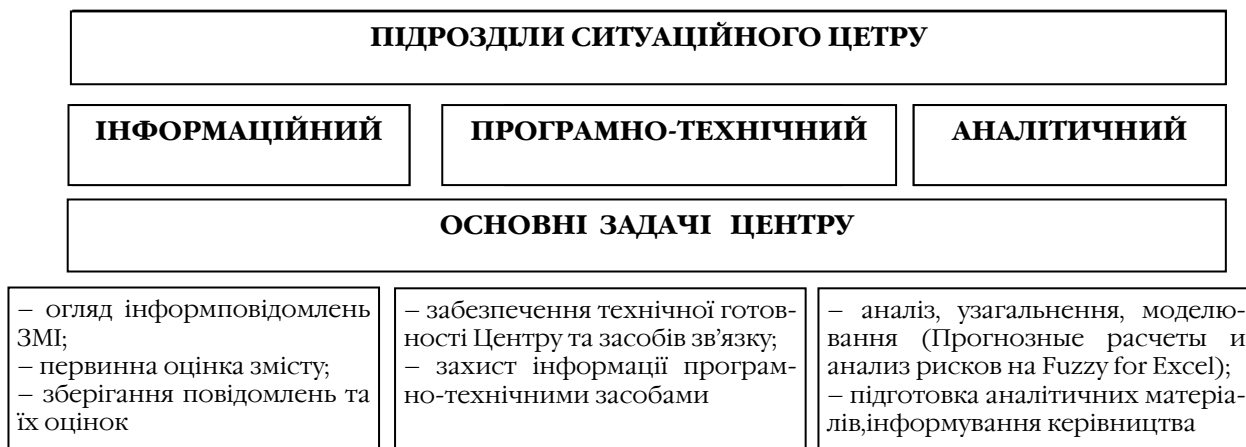 ПІДРОЗДІЛИ СИТУАЦІЙНОГО ЦЕТРУ
ІНФОРМАЦІЙНИЙ
ПРОГРАМНО-ТЕХНІЧНИЙ
АНАЛІТИЧНИЙ
ОСНОВНІ ЗАДАЧІ ЦЕНТРУ
– огляд інформповідомлень
ЗМІ;
– первинна оцінка змісту;
– зберігання повідомлень та
їх оцінок
– забезпечення технічної готов-
ності Центру та засобів зв'язку;
– захист інформації програм-
но-технічними засобами
– аналіз, узагальнення, моделю-
вання (Прогнозные расчеты и
анализ рисков на Fuzzy for Excel);
– підготовка аналітичних матеріа-
лів,інформування керівництва